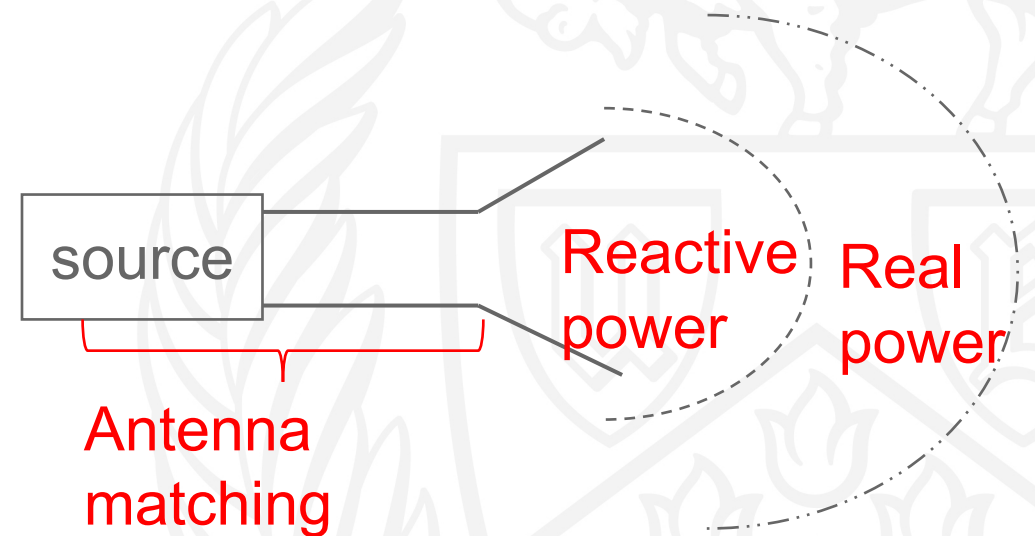 source
Reactive
power
Real
power
Antenna
matching